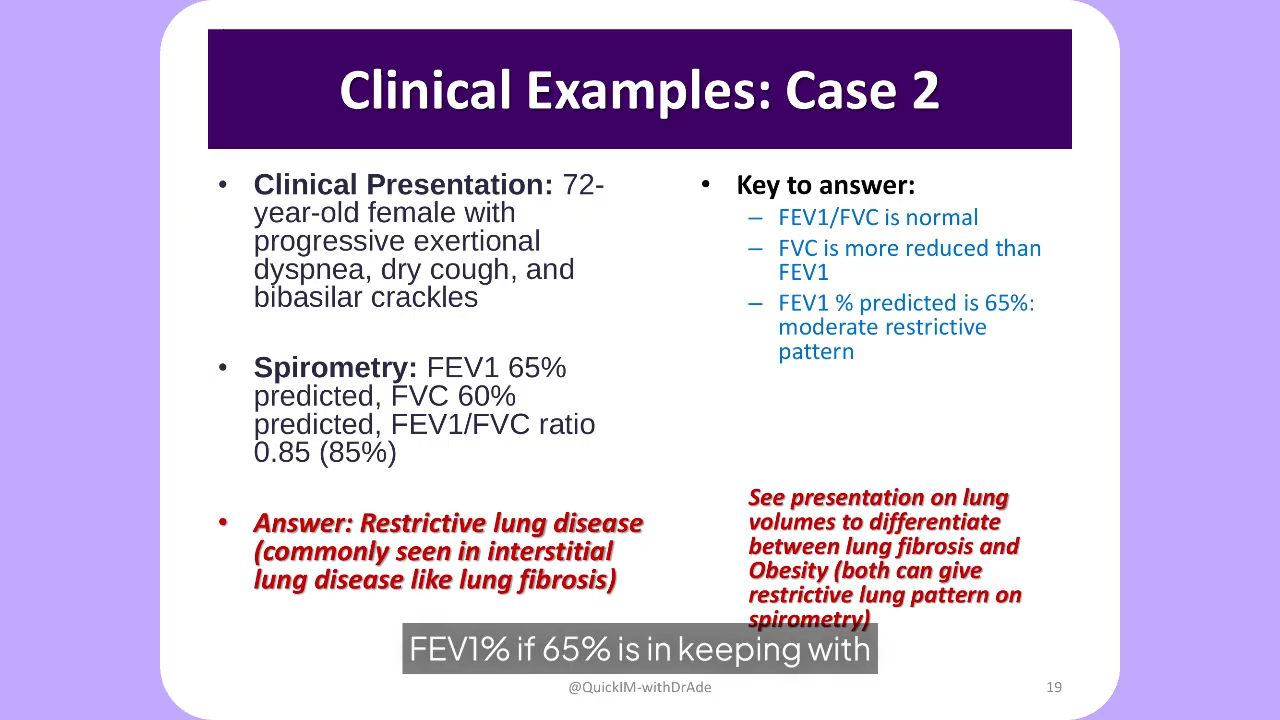 Clinical Examples: Case 2
• Clinical Presentation: 72-
year-old female with
progressive exertional
dyspnea, dry cough, and
bibasilar crackles
• Spirometry: FEV1 65%
predicted, FVC 60%
predicted, FEV1/FVC ratio
0.85 (85%)
• Answer: Restrictive lung disease
(commonly seen in interstitial
lung disease like lung fibrosis)
• Key to answer:
– FEV1/FVC is normal
– FVC is more reduced than
FEV1
– FEV1 % predicted is 65%:
moderate restrictive
pattern
See presentation on lung
volumes to differentiate
between lung fibrosis and
Obesity (both can give
restrictive lung pattern on
spirometry)
FEV1% if 65% is in keeping with
@QuickIM-withDrAde
19